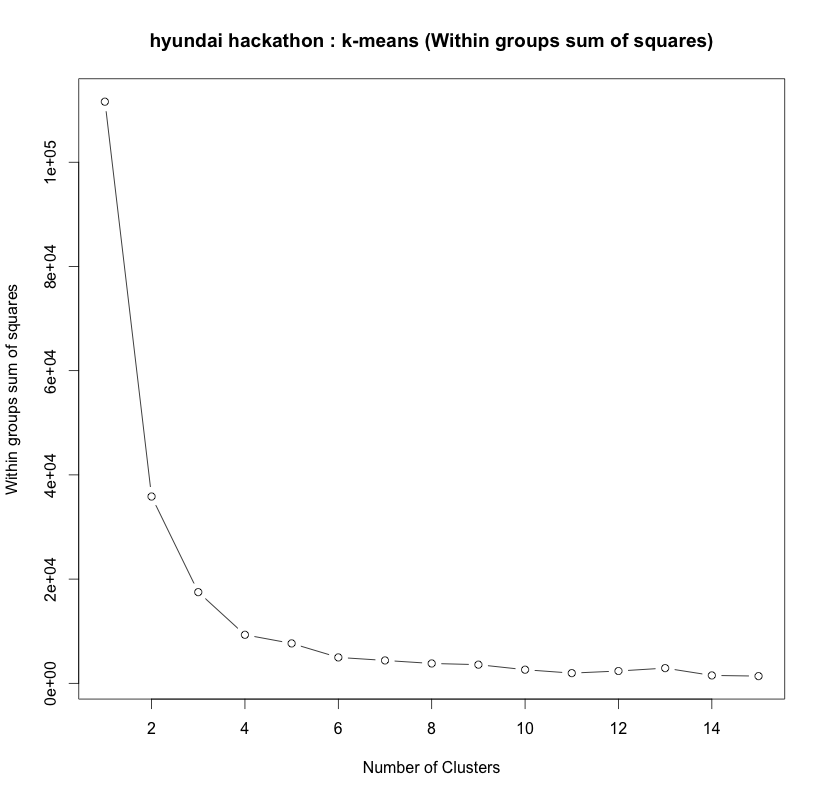 hyundai hackathon : k-means (Within groups sum of squares)
Within groups sum of squares
1e+05
8e+04
6e+04
4e+04
2e+04
0e+00
2 4 6 8 10 12 14
Number of Clusters